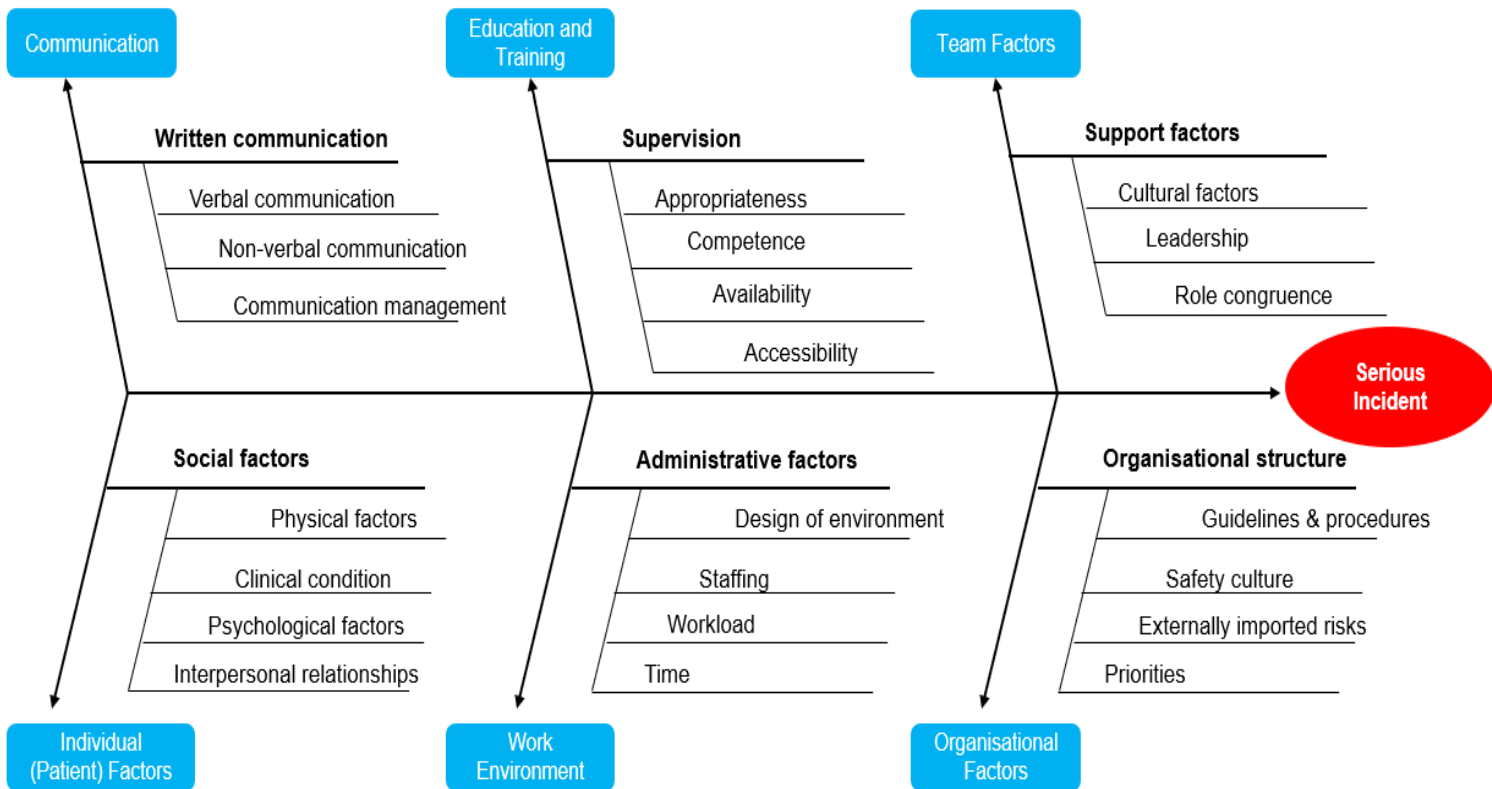 Communication
Education and
Training
Team Factors
Written communication
Verbal communication
Non-verbal communication
Communication management
Supervision
Appropriateness
Competence
Availability
Accessibility
Support factors
Cultural factors
Leadership
Role congruence
Serious
Incident
Social factors
Physical factors
Clinical condition
Psychological factors
Interpersonal relationships
Administrative factors
Design of environment
Staffing
Workload
Time
Organisational structure
Guidelines & procedures
Safety culture
Externally imported risks
Priorities
Individual
(Patient) Factors
Work
Environment
Organisational
Factors